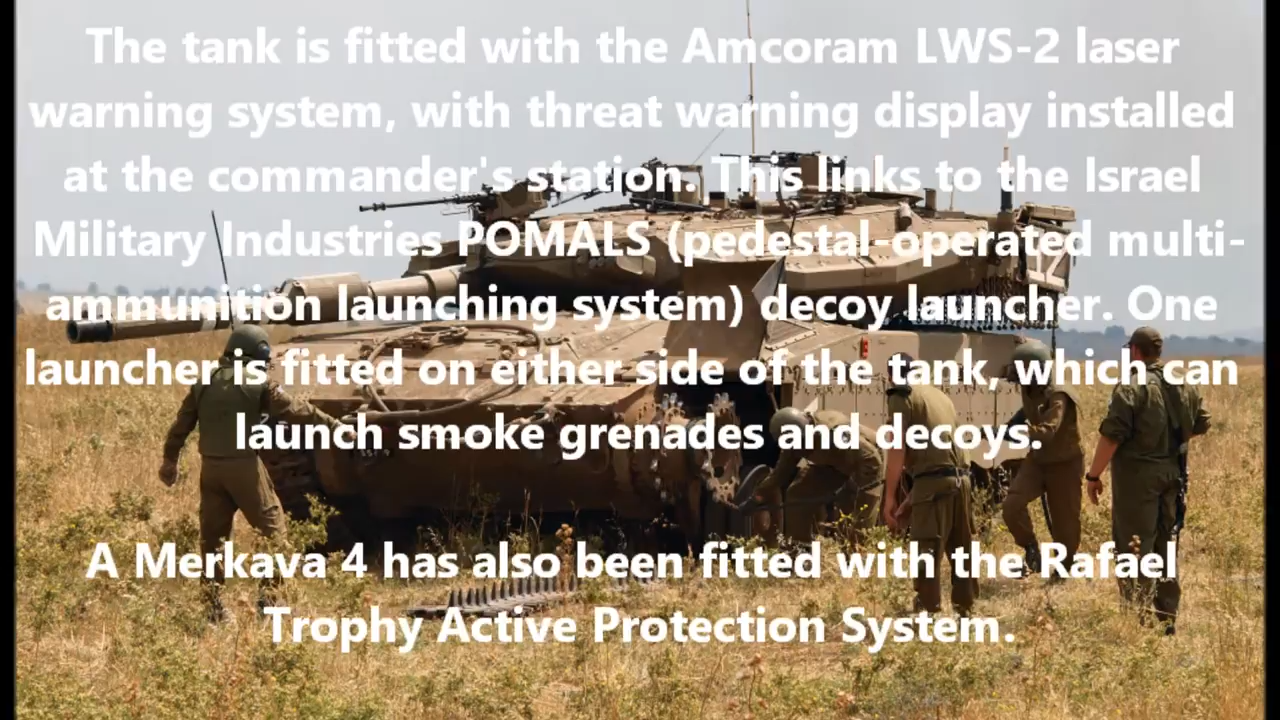 The tank is fitted with the Amcoram LWS-2 laser
warning system, with threat warning display installed
at the commander's station. This links to the Israel
Military Industries POMALS (pedestal-operated multi-
ammunition launching system) decoy launcher. One
launcher is fitted on either side of the tank, which can
launch smoke grenades and decoys.
A Merkava 4 has also been fitted with the Rafael
Trophy Active Protection System.